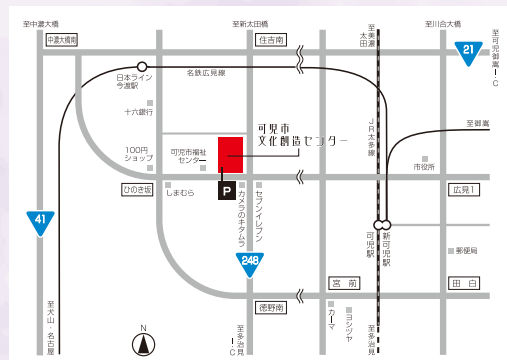 至中濃大橋
至新太田橋
至美濃太田
至川合大橋
中濃大橋南
住吉南
21
至可児御嵩I・C
日本ライン今渡駅
名鉄広見線
十六銀行
JR太多線
至御嵩
可児市
文化創造センター
100円
ショップ
可児市福祉
センター
市役所
ひのき坂
しまむら
P
カメラのキタムラ
セブンイレブン
広見1
41
248
可児駅
新可児駅
郵便局
宮前
田白
徳野南
カーマ
ヨシヅヤ
至犬山・名古屋
N
至多治見I・C
至多治見